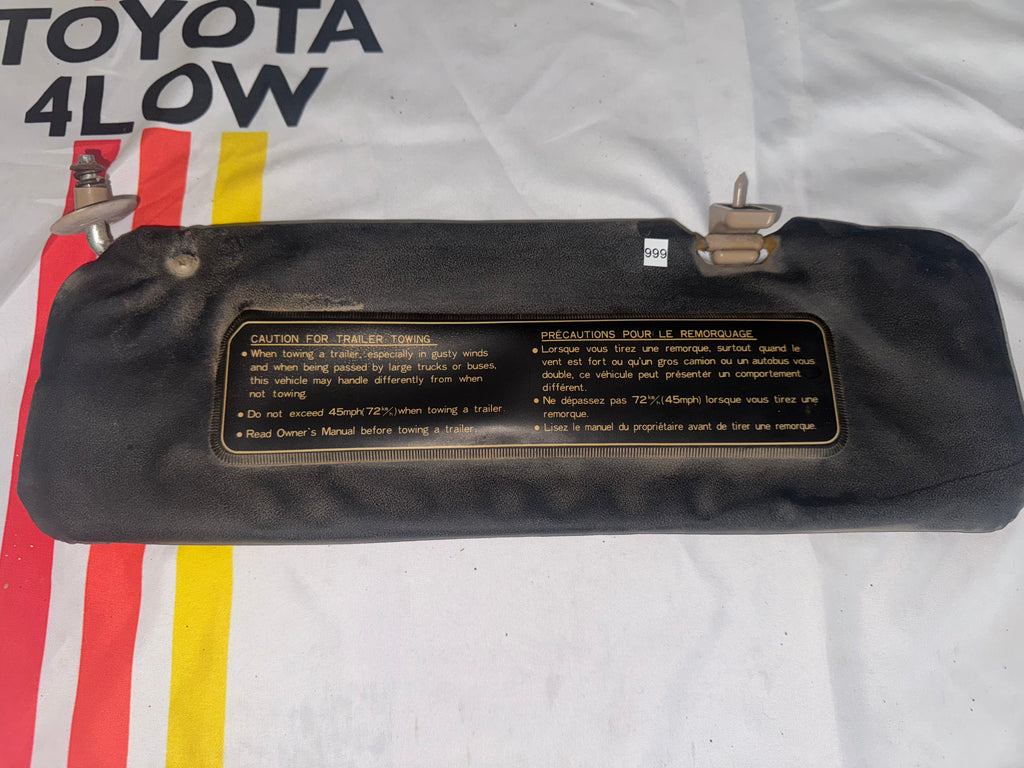 TOYOTA
4LOW
999
CAUTION FOR TRAILER TOWING
• When towing a trailer, especially in gusty winds
and when being passed by large trucks or buses,
this vehicle may handle differently from when
not towing.
• Do not exceed 45mph(72km/h) when towing a trailer.
• Read Owner's Manual before towing a trailer.
PRÉCAUTIONS POUR LE REMORQUAGE
• Lorsque vous tirez une remorque, surtout quand le
vent est fort ou qu'un gros camion ou un autobus vous
double, ce véhicule peut présenter un comportement
différent.
• Ne dépassez pas 72km/h(45mph) lorsque vous tirez une
remorque.
• Lisez le manuel du propriétaire avant de tirer une remorque.